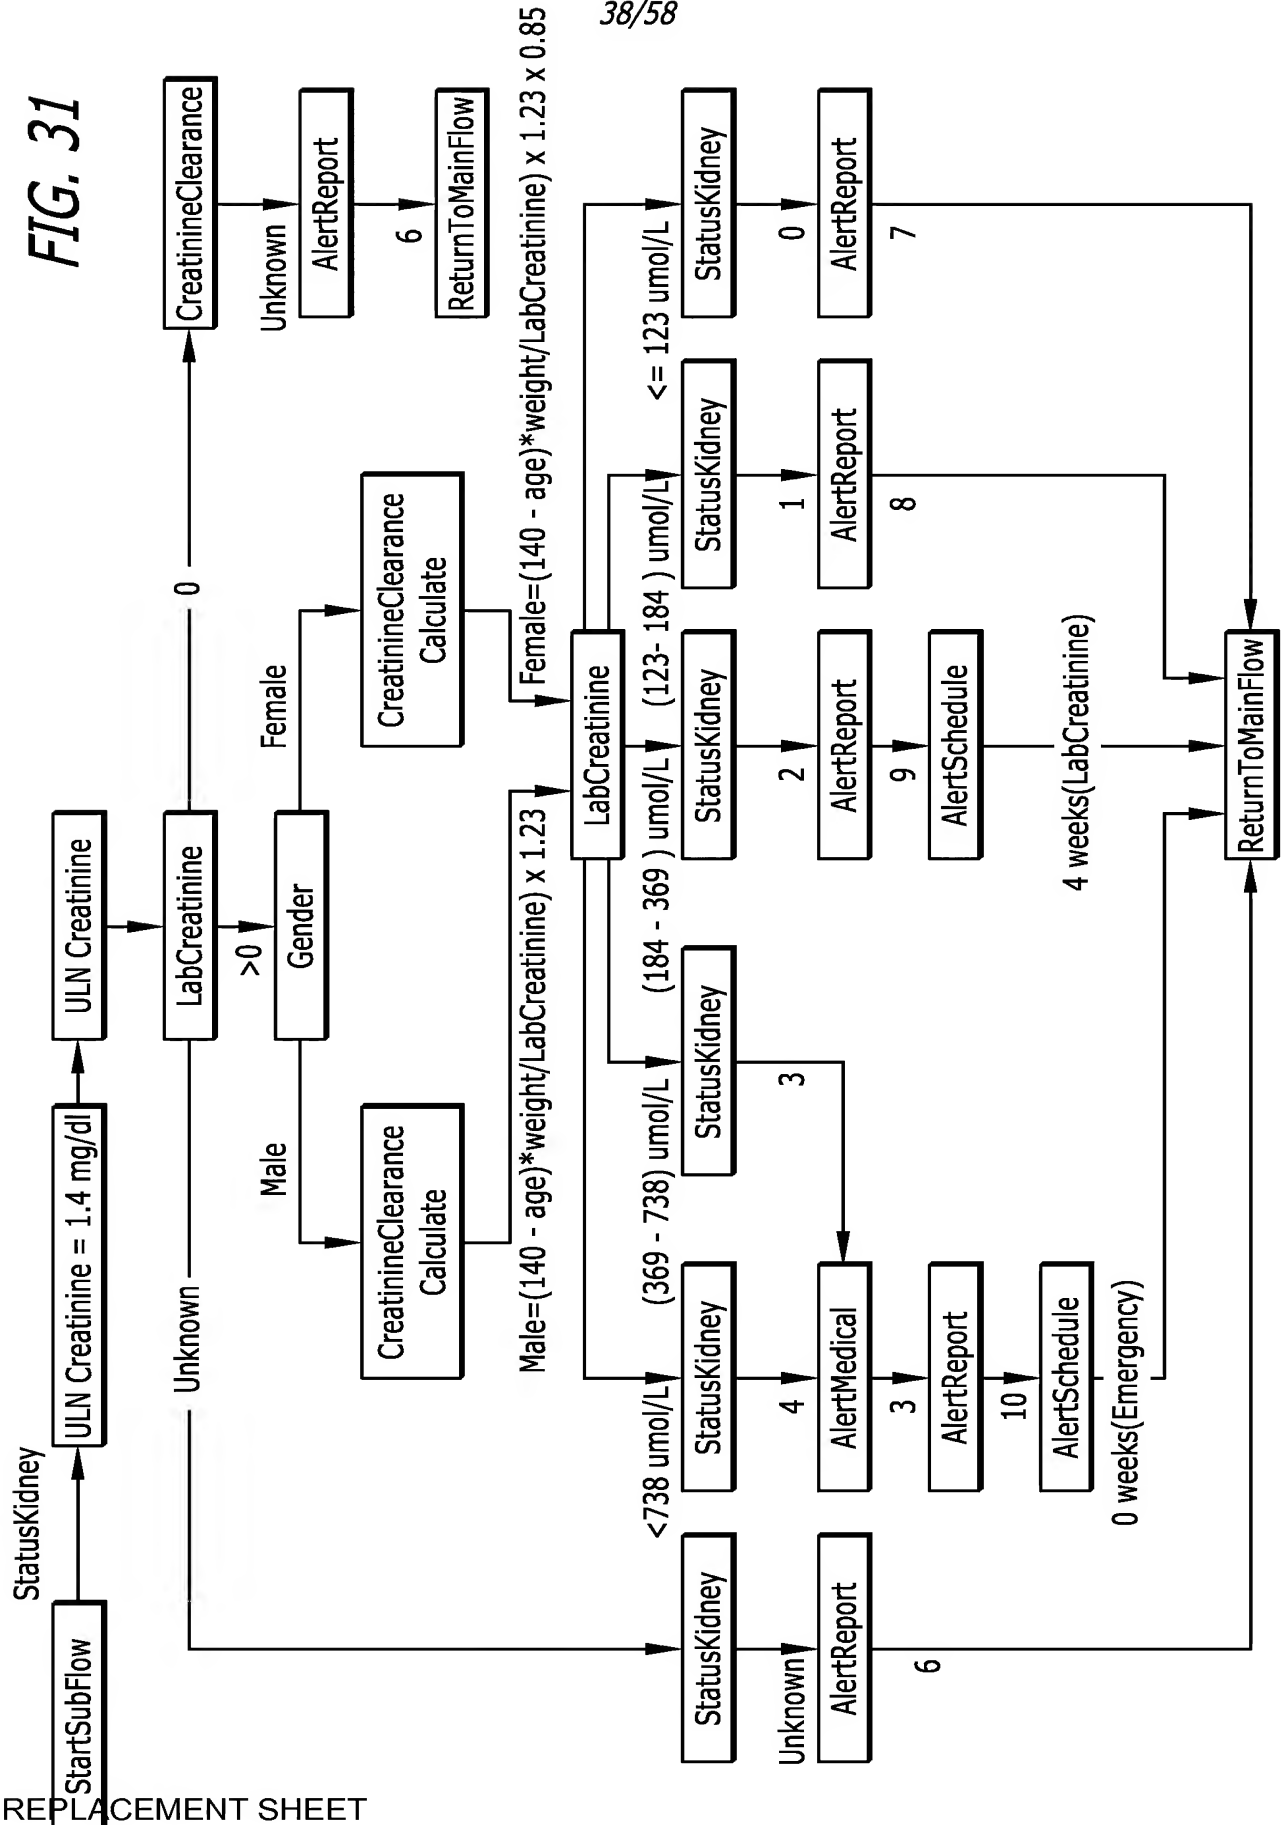 38/58
FIG. 31
StartSubFlow
StatusKidney
ULN Creatinine = 1.4 mg/dl
ULN Creatinine
Unknown
LabCreatinine
0
CreatinineClearance
>0
Unknown
Male
Gender
Female
AlertReport
6
ReturnToMainFlow
CreatinineClearance
Calculate
CreatinineClearance
Calculate
Male=(140 - age)*weight/LabCreatinine) x 1.23
Female=(140 - age)*weight/LabCreatinine) x 1.23 x 0.85
LabCreatinine
<738 umol/L
(369 - 738) umol/L
(184 - 369 ) umol/L
(123- 184 ) umol/L
<= 123 umol/L
StatusKidney
StatusKidney
StatusKidney
StatusKidney
StatusKidney
StatusKidney
Unknown
4
3
2
1
0
AlertReport
AlertMedical
AlertReport
AlertReport
AlertReport
6
3
9
8
7
AlertReport
AlertSchedule
10
AlertSchedule
4 weeks(LabCreatinine)
0 weeks(Emergency)
ReturnToMainFlow
REPLACEMENT SHEET